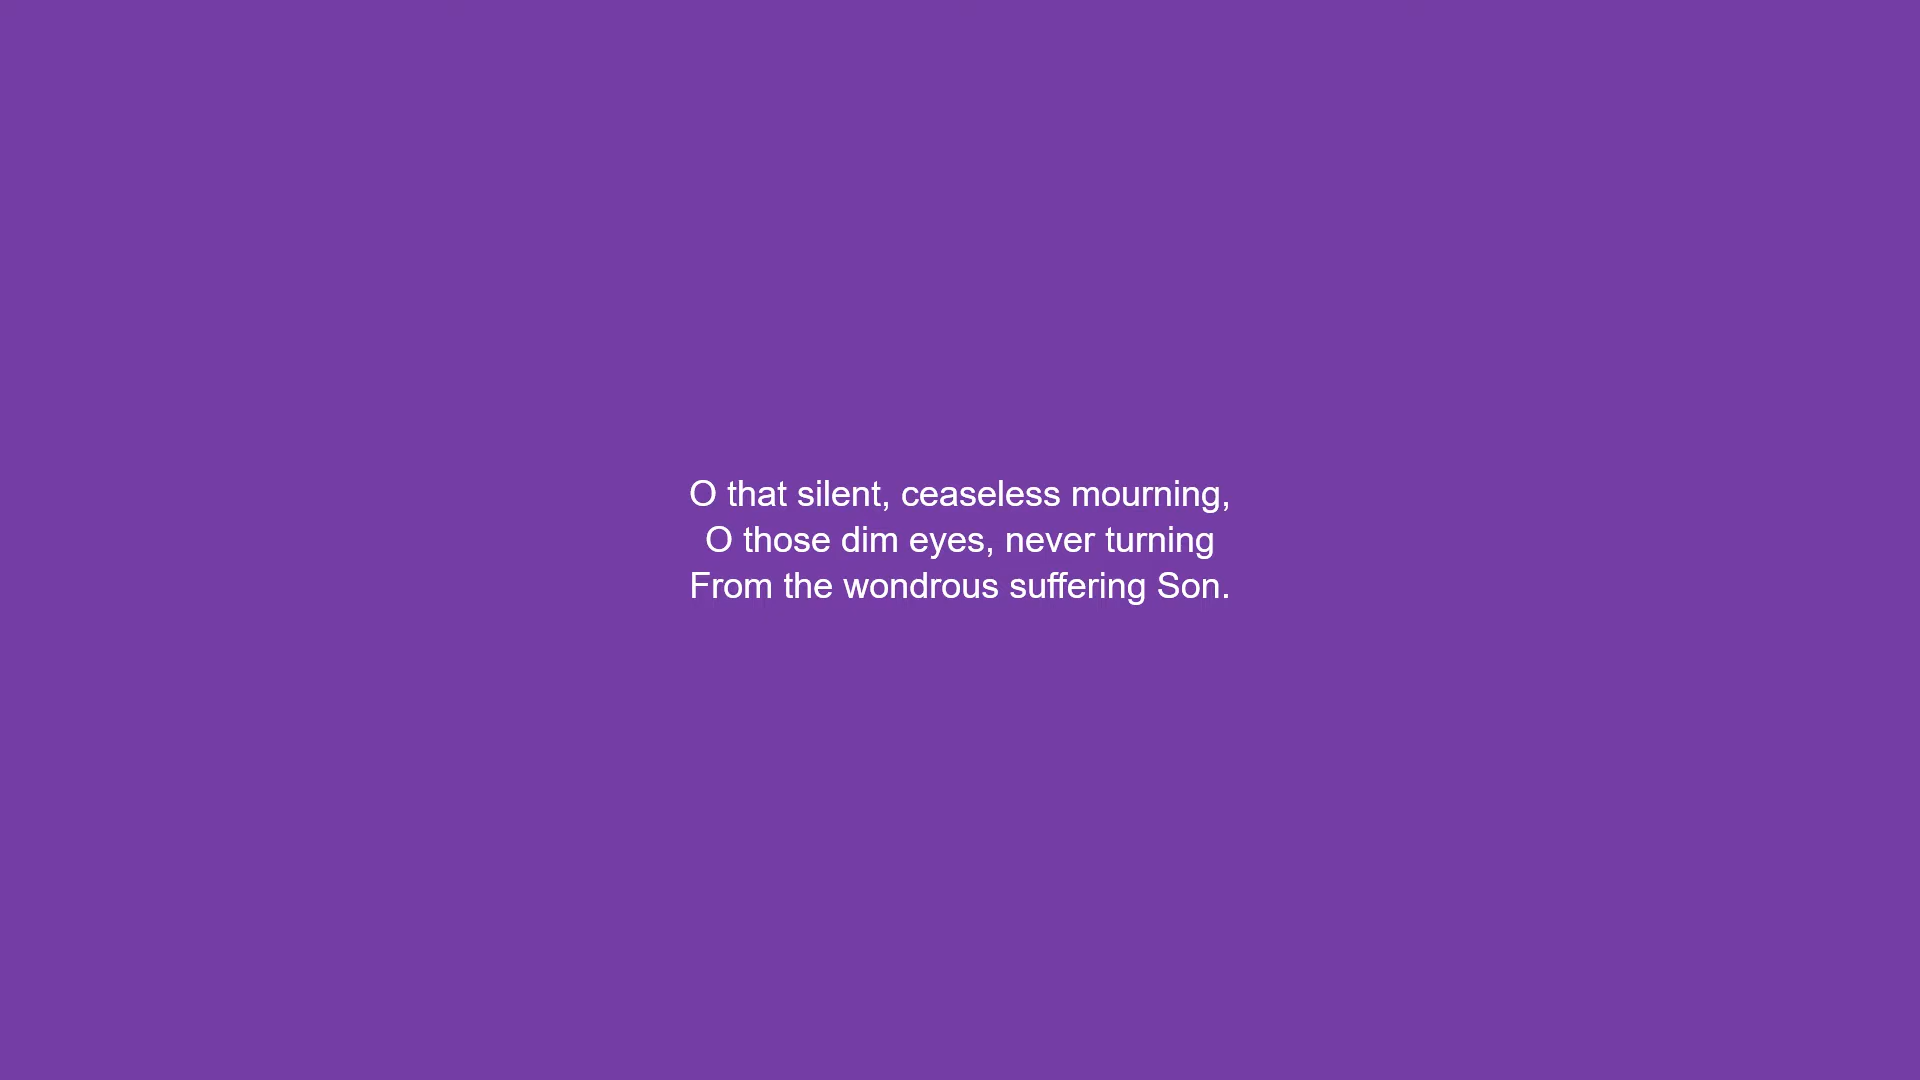 O that silent, ceaseless mourning,
O those dim eyes, never turning
From the wondrous suffering Son.